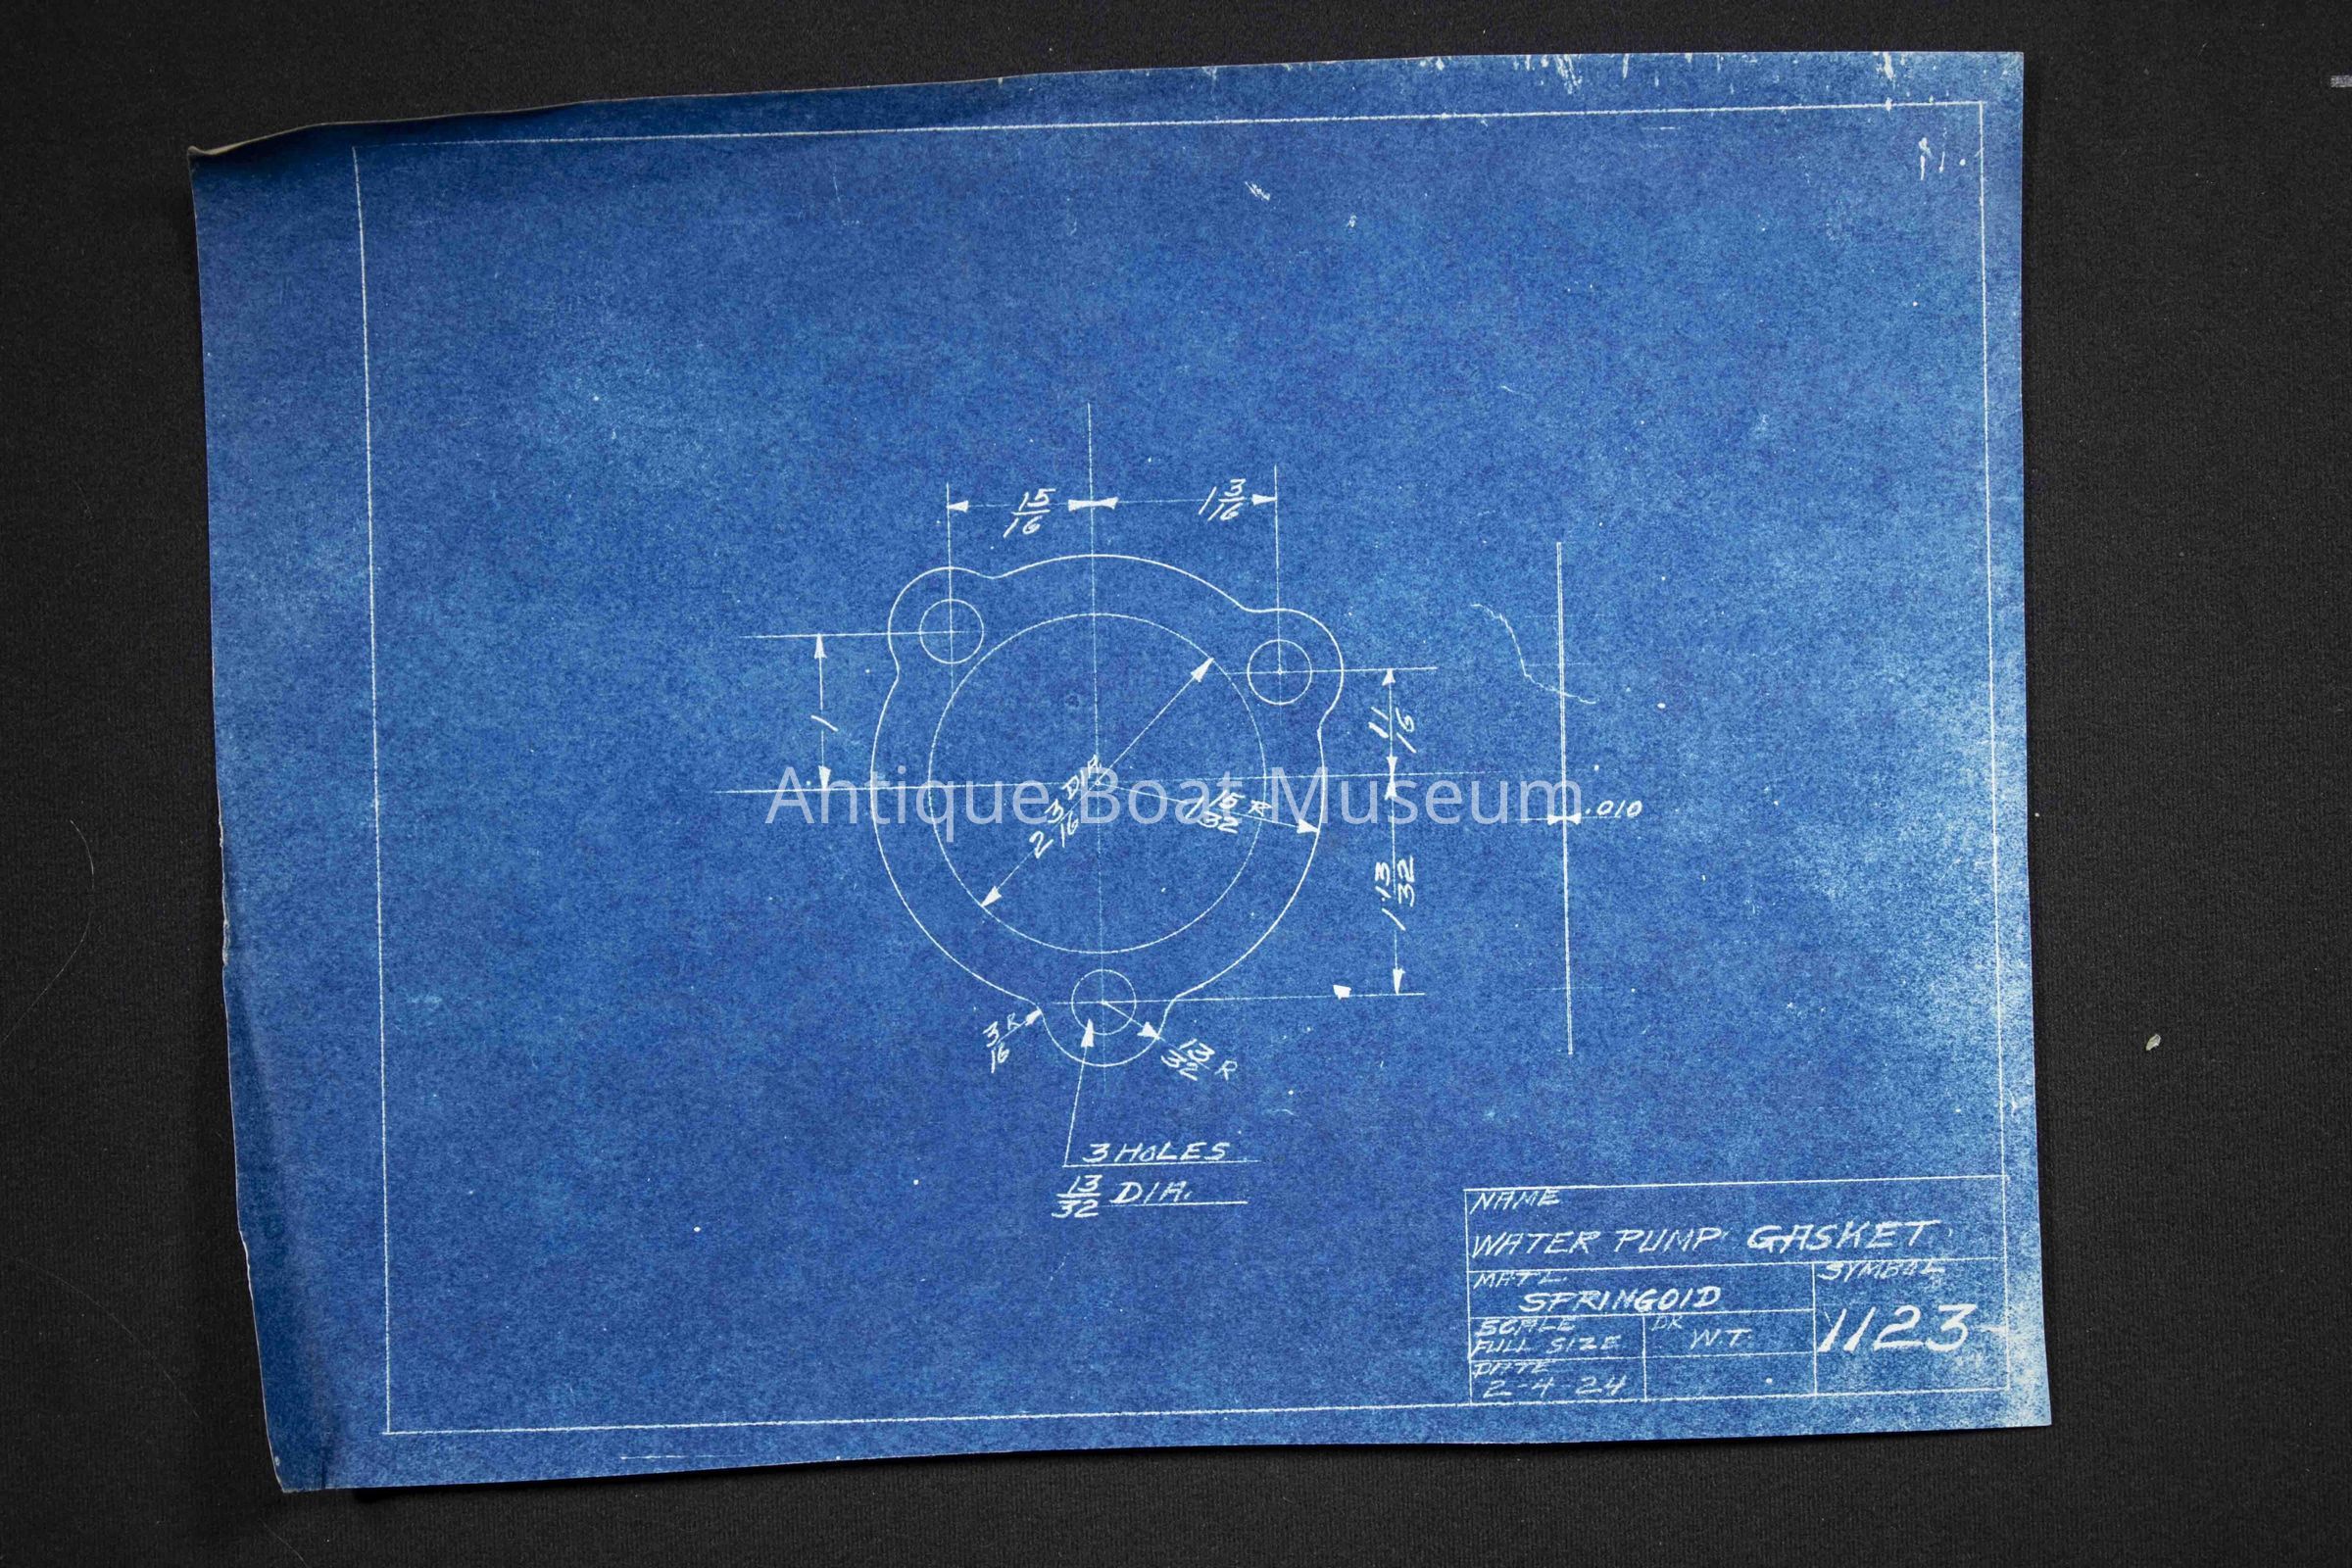 15/16
1 3/16
1
11/16
2 3/16 DIA.
1 15/32 R
.010
1 13/32
3/16 R
13/32 R
3 HOLES
13/32 DIA.
Antique Boat Museum
NAME
WATER PUMP GASKET
MAT'L
SPRINGOID
SYMBOL
1123
SCALE
FULL SIZE
DR
W.T.
DATE
2-4-24